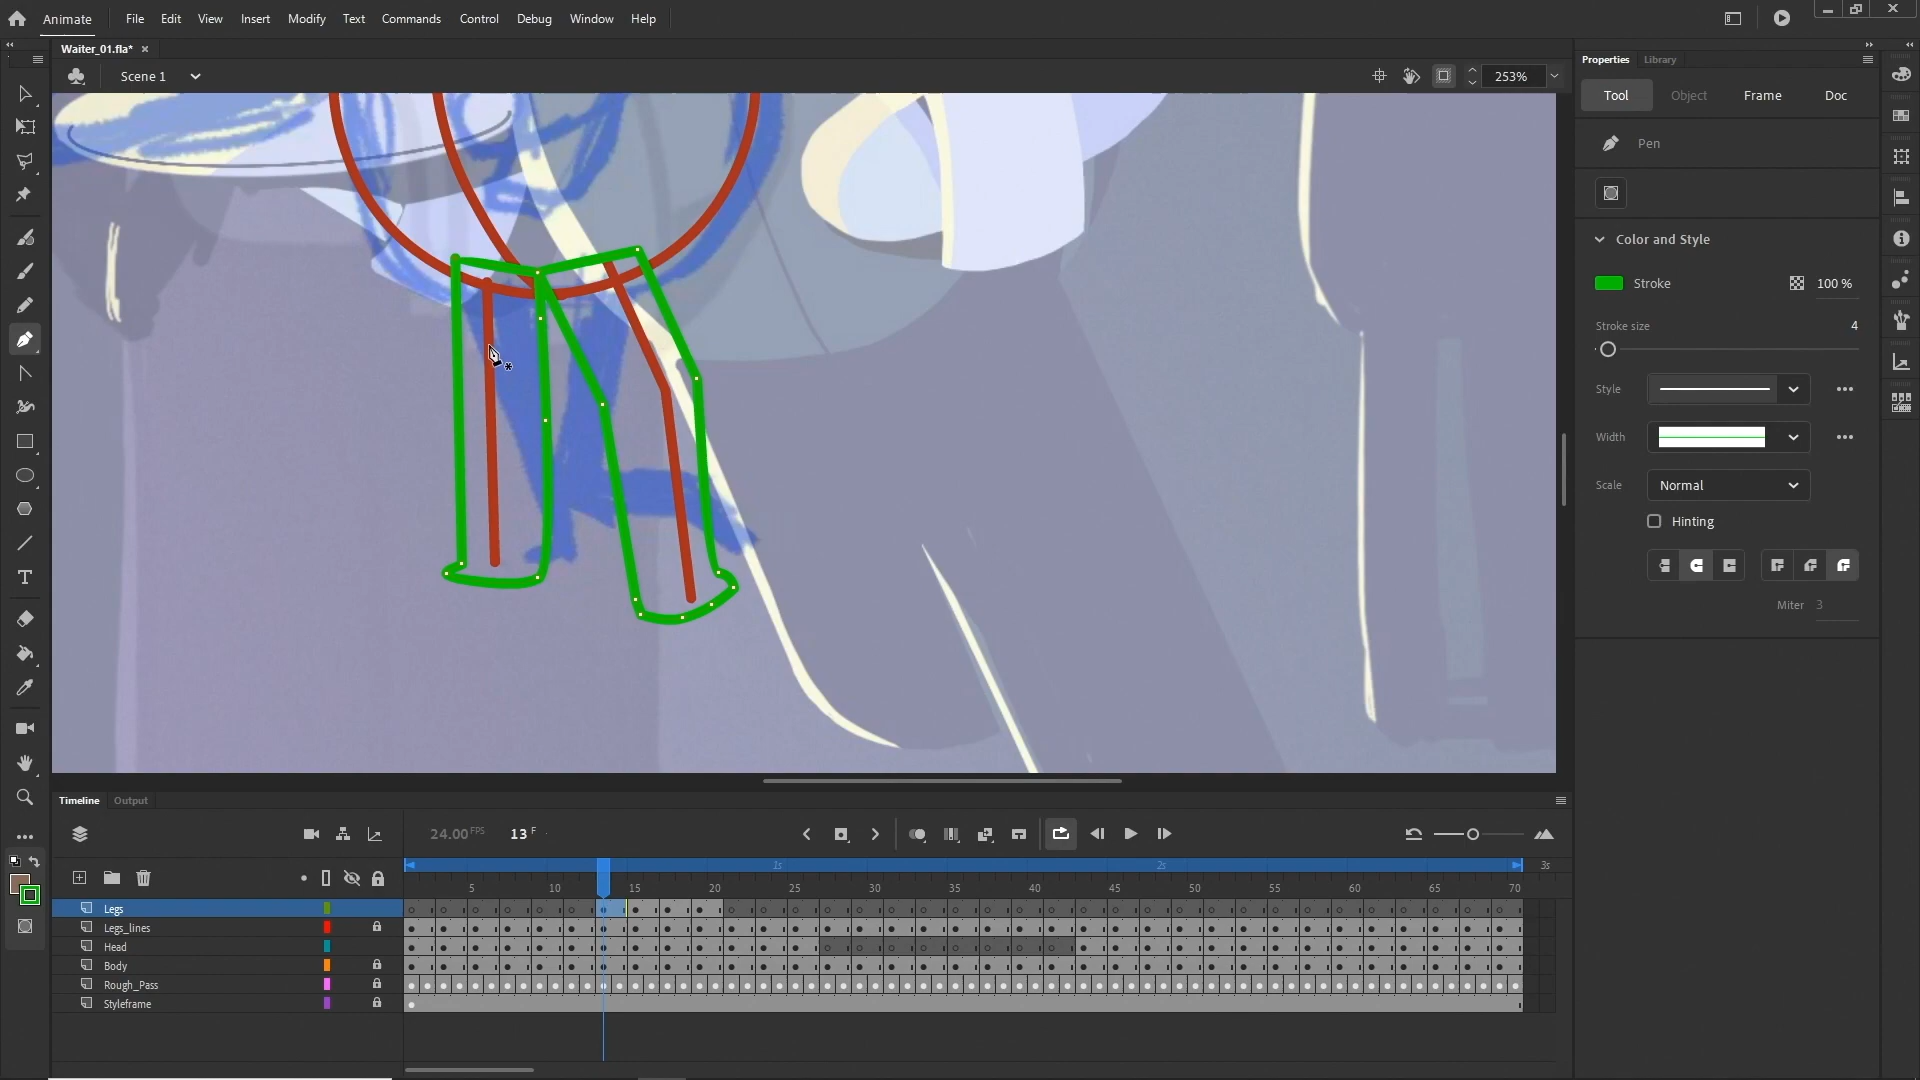 Animate File Edit View Insert Modify Text Commands Control Debug Window Help
Waiter_01.fla*
Scene 1
253%
Properties Library
Tool Object Frame Doc
Pen
Color and Style
Stroke 100 %
Stroke size 4
Style
Width
Scale Normal
Hinting
Miter 3
Timeline Output
24.00 FPS 13 F
1s 2s 3s
5 10 15 20 25 30 35 40 45 50 55 60 65 70
Legs
Legs_lines
Head
Body
Rough_Pass
Styleframe